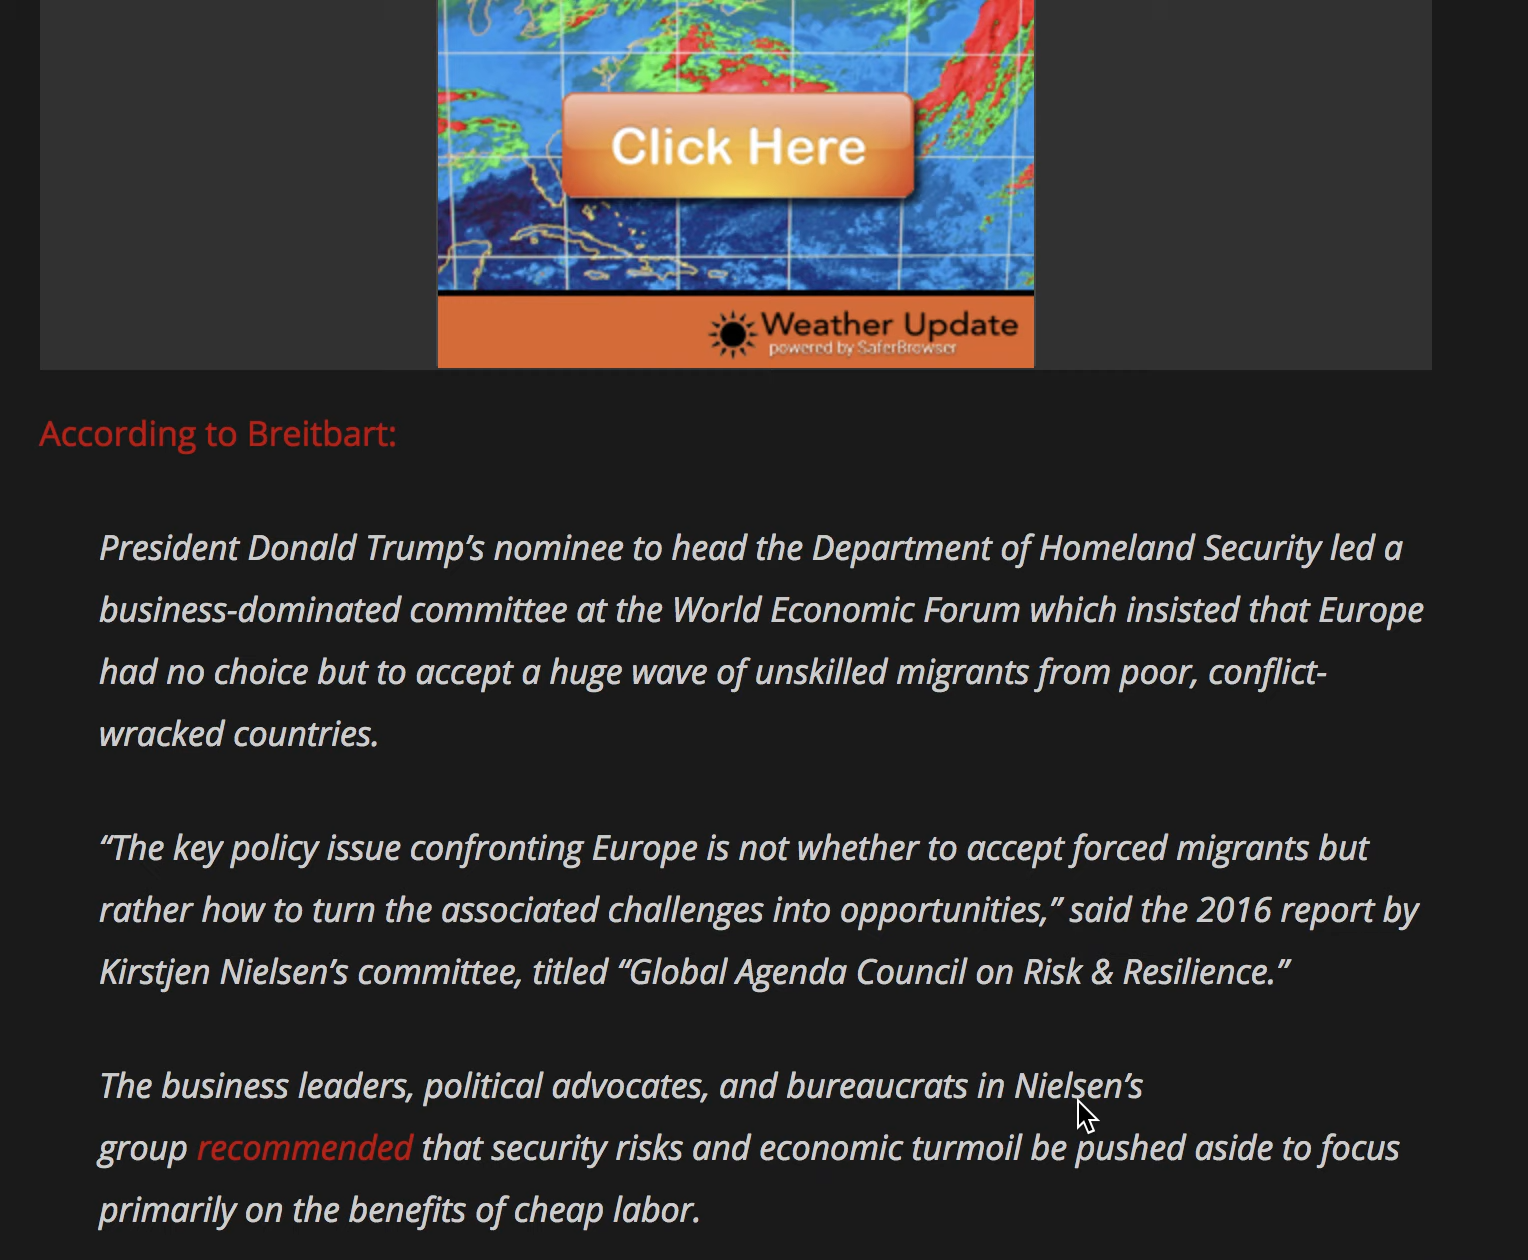 Click Here
Weather Update
powered by SaferBrowser
According to Breitbart:
President Donald Trump’s nominee to head the Department of Homeland Security led a
business-dominated committee at the World Economic Forum which insisted that Europe
had no choice but to accept a huge wave of unskilled migrants from poor, conflict-
wracked countries.
“The key policy issue confronting Europe is not whether to accept forced migrants but
rather how to turn the associated challenges into opportunities,” said the 2016 report by
Kirstjen Nielsen’s committee, titled “Global Agenda Council on Risk & Resilience.”
The business leaders, political advocates, and bureaucrats in Nielsen’s
group recommended that security risks and economic turmoil be pushed aside to focus
primarily on the benefits of cheap labor.